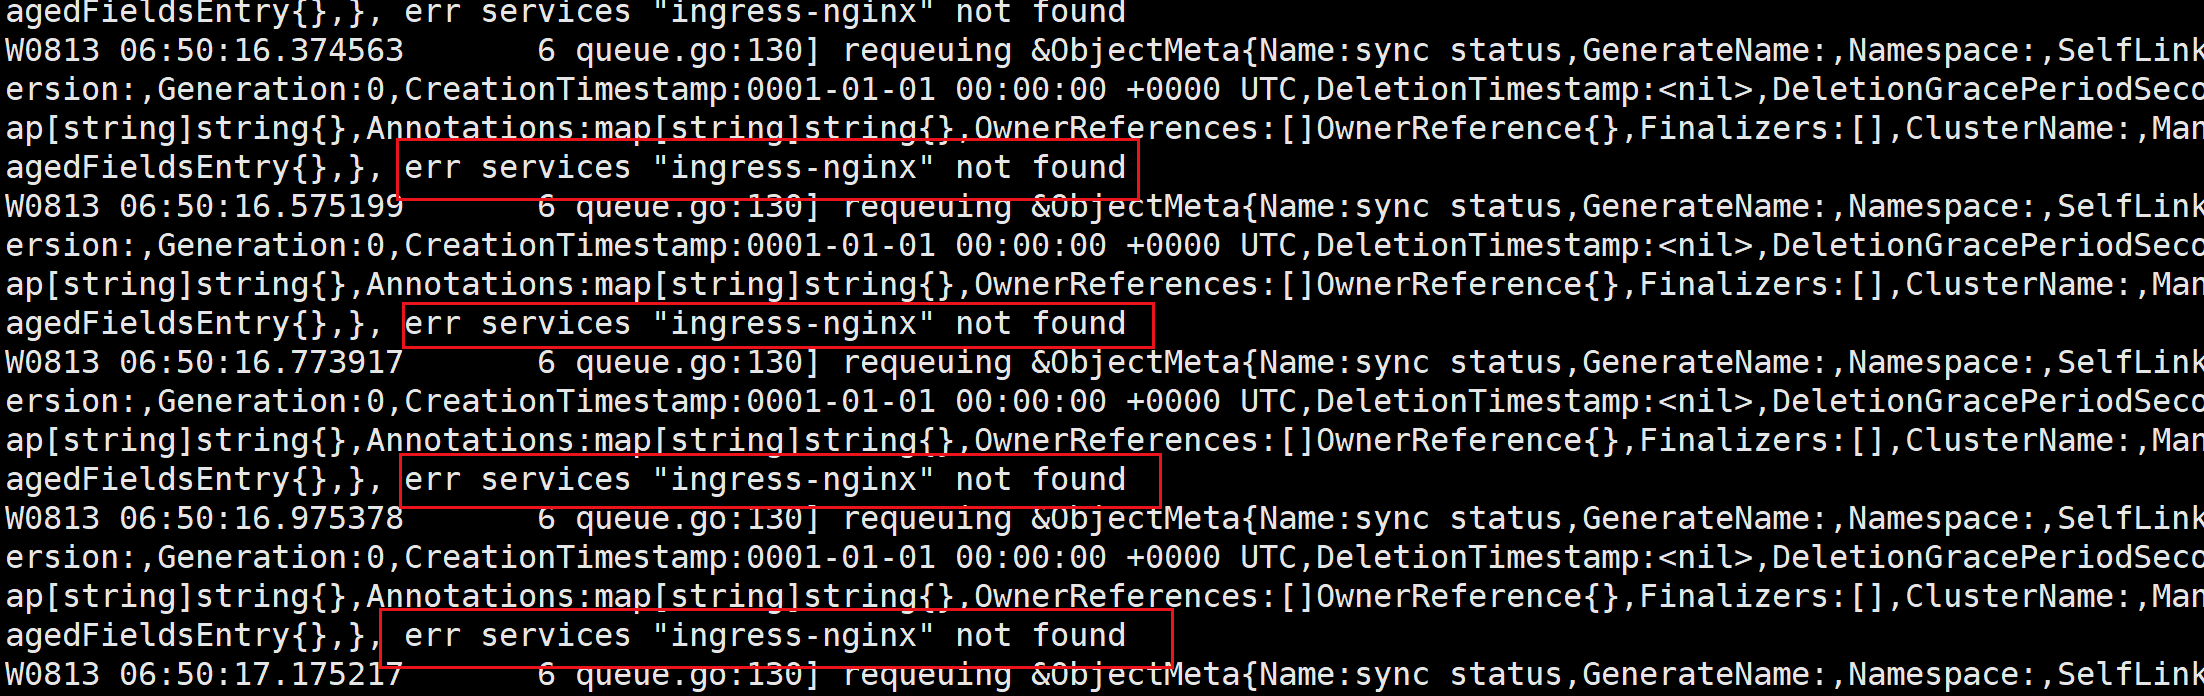 agedFieldsEntry{},}, err services "ingress-nginx" not found
W0813 06:50:16.374563       6 queue.go:130] requeuing &ObjectMeta{Name:sync status,GenerateName:,Namespace:,SelfLink
ersion:,Generation:0,CreationTimestamp:0001-01-01 00:00:00 +0000 UTC,DeletionTimestamp:<nil>,DeletionGracePeriodSeco
ap[string]string{},Annotations:map[string]string{},OwnerReferences:[]OwnerReference{},Finalizers:[],ClusterName:,Man
agedFieldsEntry{},}, err services "ingress-nginx" not found
W0813 06:50:16.575199       6 queue.go:130] requeuing &ObjectMeta{Name:sync status,GenerateName:,Namespace:,SelfLink
ersion:,Generation:0,CreationTimestamp:0001-01-01 00:00:00 +0000 UTC,DeletionTimestamp:<nil>,DeletionGracePeriodSeco
ap[string]string{},Annotations:map[string]string{},OwnerReferences:[]OwnerReference{},Finalizers:[],ClusterName:,Man
agedFieldsEntry{},}, err services "ingress-nginx" not found
W0813 06:50:16.773917       6 queue.go:130] requeuing &ObjectMeta{Name:sync status,GenerateName:,Namespace:,SelfLink
ersion:,Generation:0,CreationTimestamp:0001-01-01 00:00:00 +0000 UTC,DeletionTimestamp:<nil>,DeletionGracePeriodSeco
ap[string]string{},Annotations:map[string]string{},OwnerReferences:[]OwnerReference{},Finalizers:[],ClusterName:,Man
agedFieldsEntry{},}, err services "ingress-nginx" not found
W0813 06:50:16.975378       6 queue.go:130] requeuing &ObjectMeta{Name:sync status,GenerateName:,Namespace:,SelfLink
ersion:,Generation:0,CreationTimestamp:0001-01-01 00:00:00 +0000 UTC,DeletionTimestamp:<nil>,DeletionGracePeriodSeco
ap[string]string{},Annotations:map[string]string{},OwnerReferences:[]OwnerReference{},Finalizers:[],ClusterName:,Man
agedFieldsEntry{},}, err services "ingress-nginx" not found
W0813 06:50:17.175217       6 queue.go:130] requeuing &ObjectMeta{Name:sync status,GenerateName:,Namespace:,SelfLink